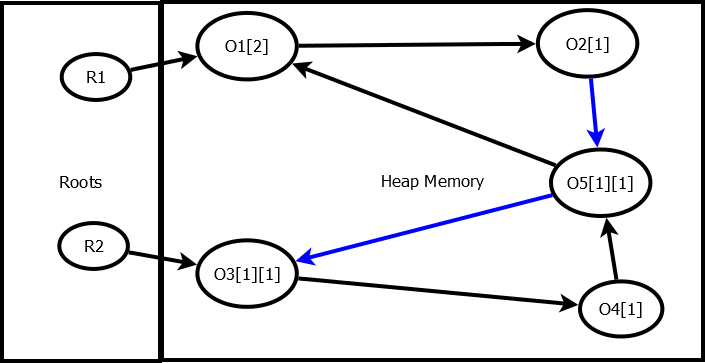 O1[2]
O2[1]
R1
Roots
Heap Memory
O5[1][1]
R2
O3[1][1]
O4[1]